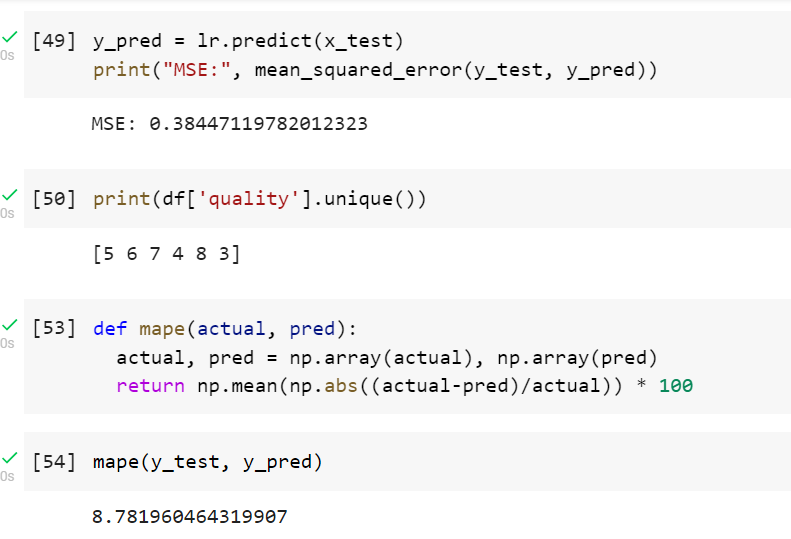 [49] y_pred = lr.predict(x_test)
0s
print("MSE:", mean_squared_error(y_test, y_pred))
MSE: 0.38447119782012323
[50] print(df['quality'].unique())
0s
[5 6 7 4 8 3]
[53] def mape(actual, pred):
0s
actual, pred = np.array(actual), np.array(pred)
return np.mean(np.abs((actual-pred)/actual)) * 100
[54] mape(y_test, y_pred)
0s
8.781960464319907